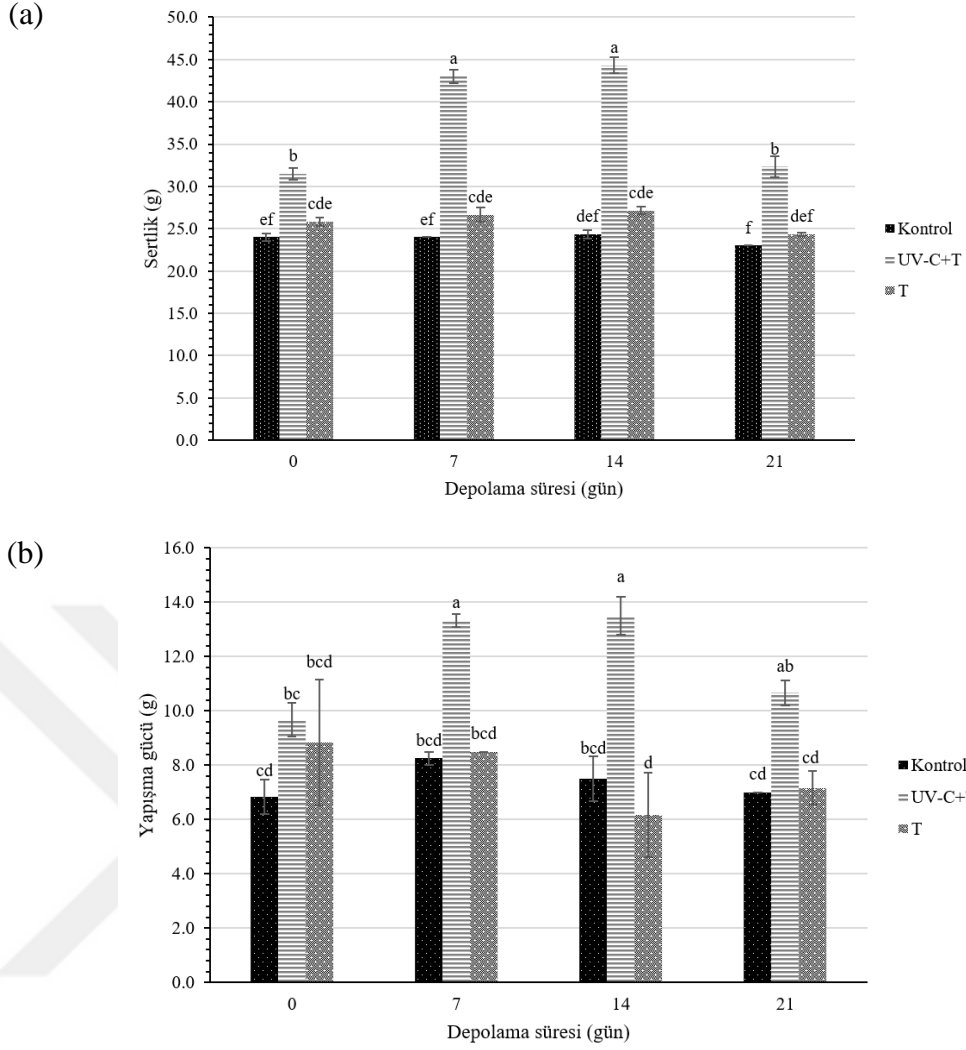 (a)
50.0
45.0
40.0
35.0
30.0
25.0
20.0
15.0
10.0
5.0
0.0
Sertlik (g)
ef b cde
ef a cde
def a cde
f b def
0 7 14 21
Depolama süresi (gün)
Kontrol
UV-C+T
T
(b)
16.0
14.0
12.0
10.0
8.0
6.0
4.0
2.0
0.0
Yapışma gücü (g)
cd bc bcd
bcd a bcd
bcd a d
cd ab cd
0 7 14 21
Depolama süresi (gün)
Kontrol
UV-C+
T